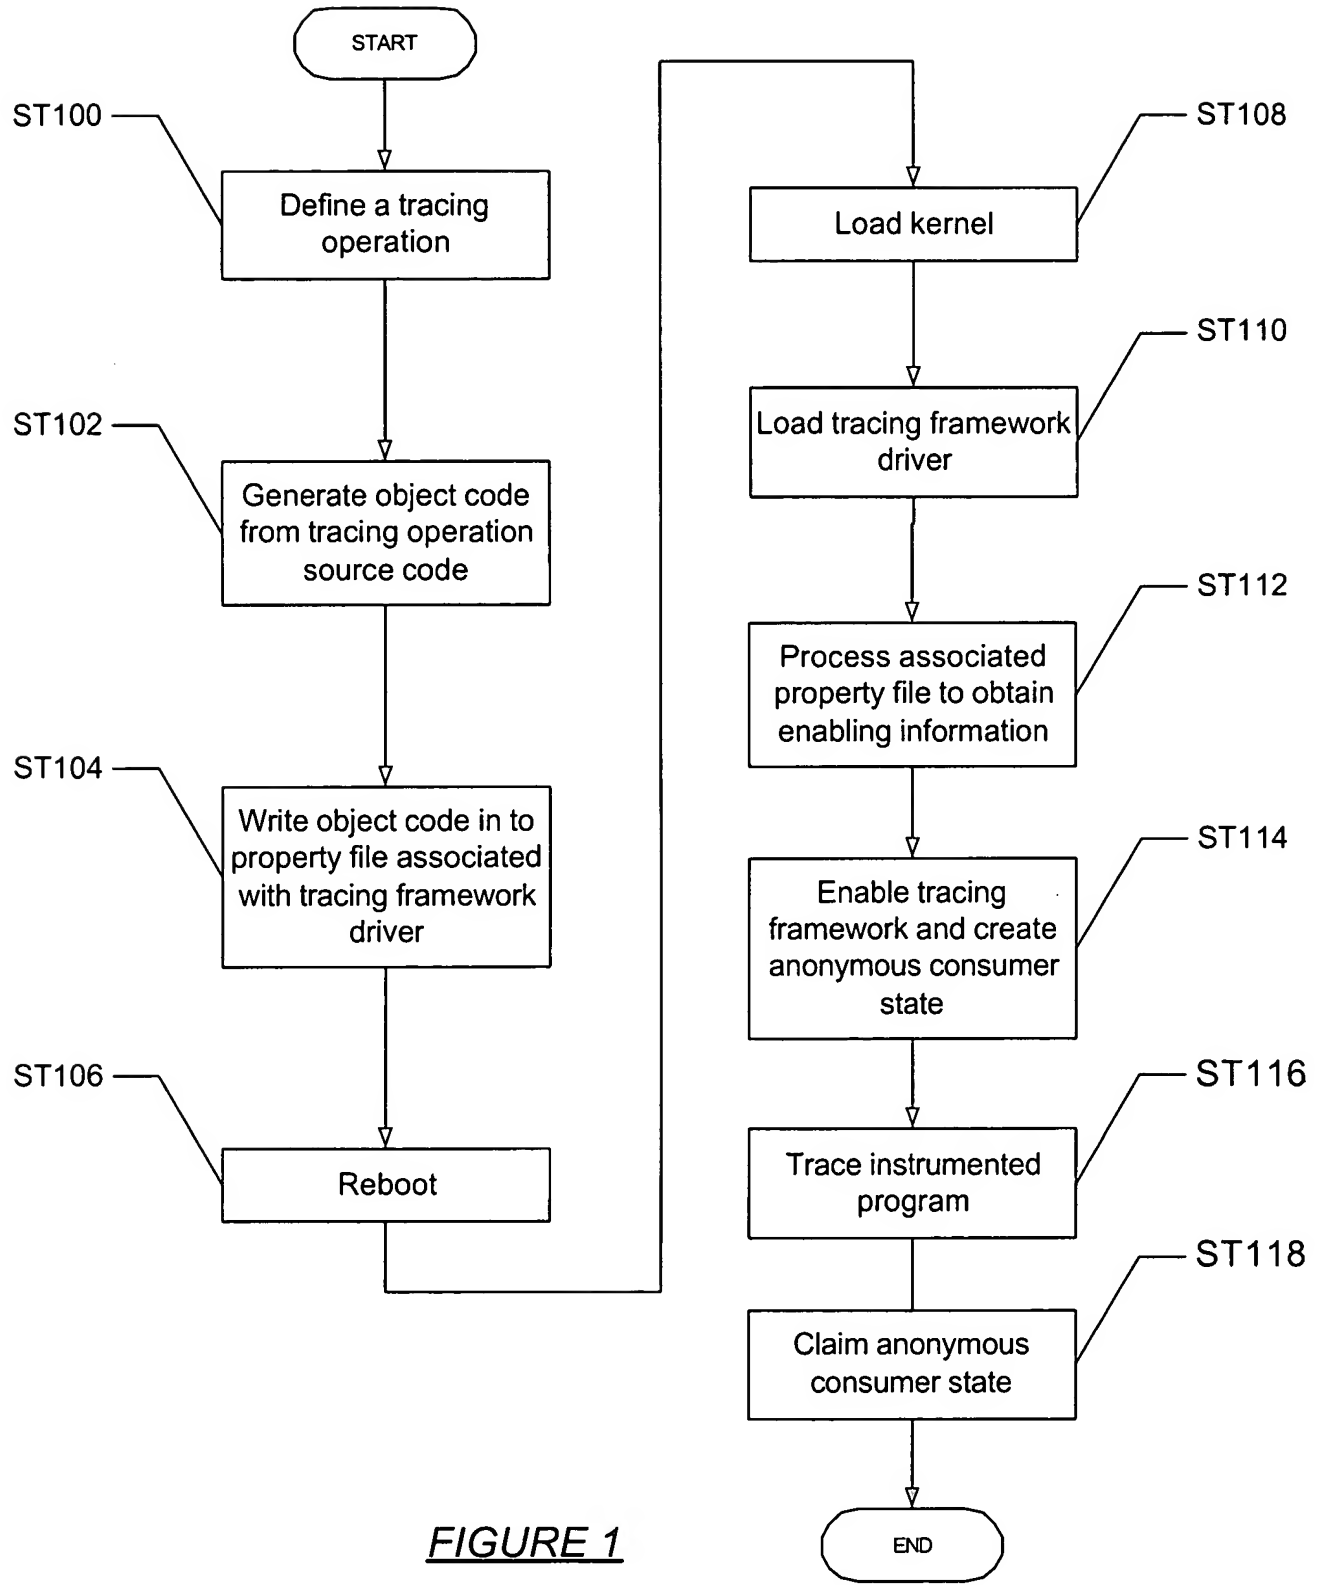 START
ST100
Define a tracing
operation
ST102
Generate object code
from tracing operation
source code
ST104
Write object code in to
property file associated
with tracing framework
driver
ST106
Reboot
ST108
Load kernel
ST110
Load tracing framework
driver
ST112
Process associated
property file to obtain
enabling information
ST114
Enable tracing
framework and create
anonymous consumer
state
ST116
Trace instrumented
program
ST118
Claim anonymous
consumer state
END
FIGURE 1